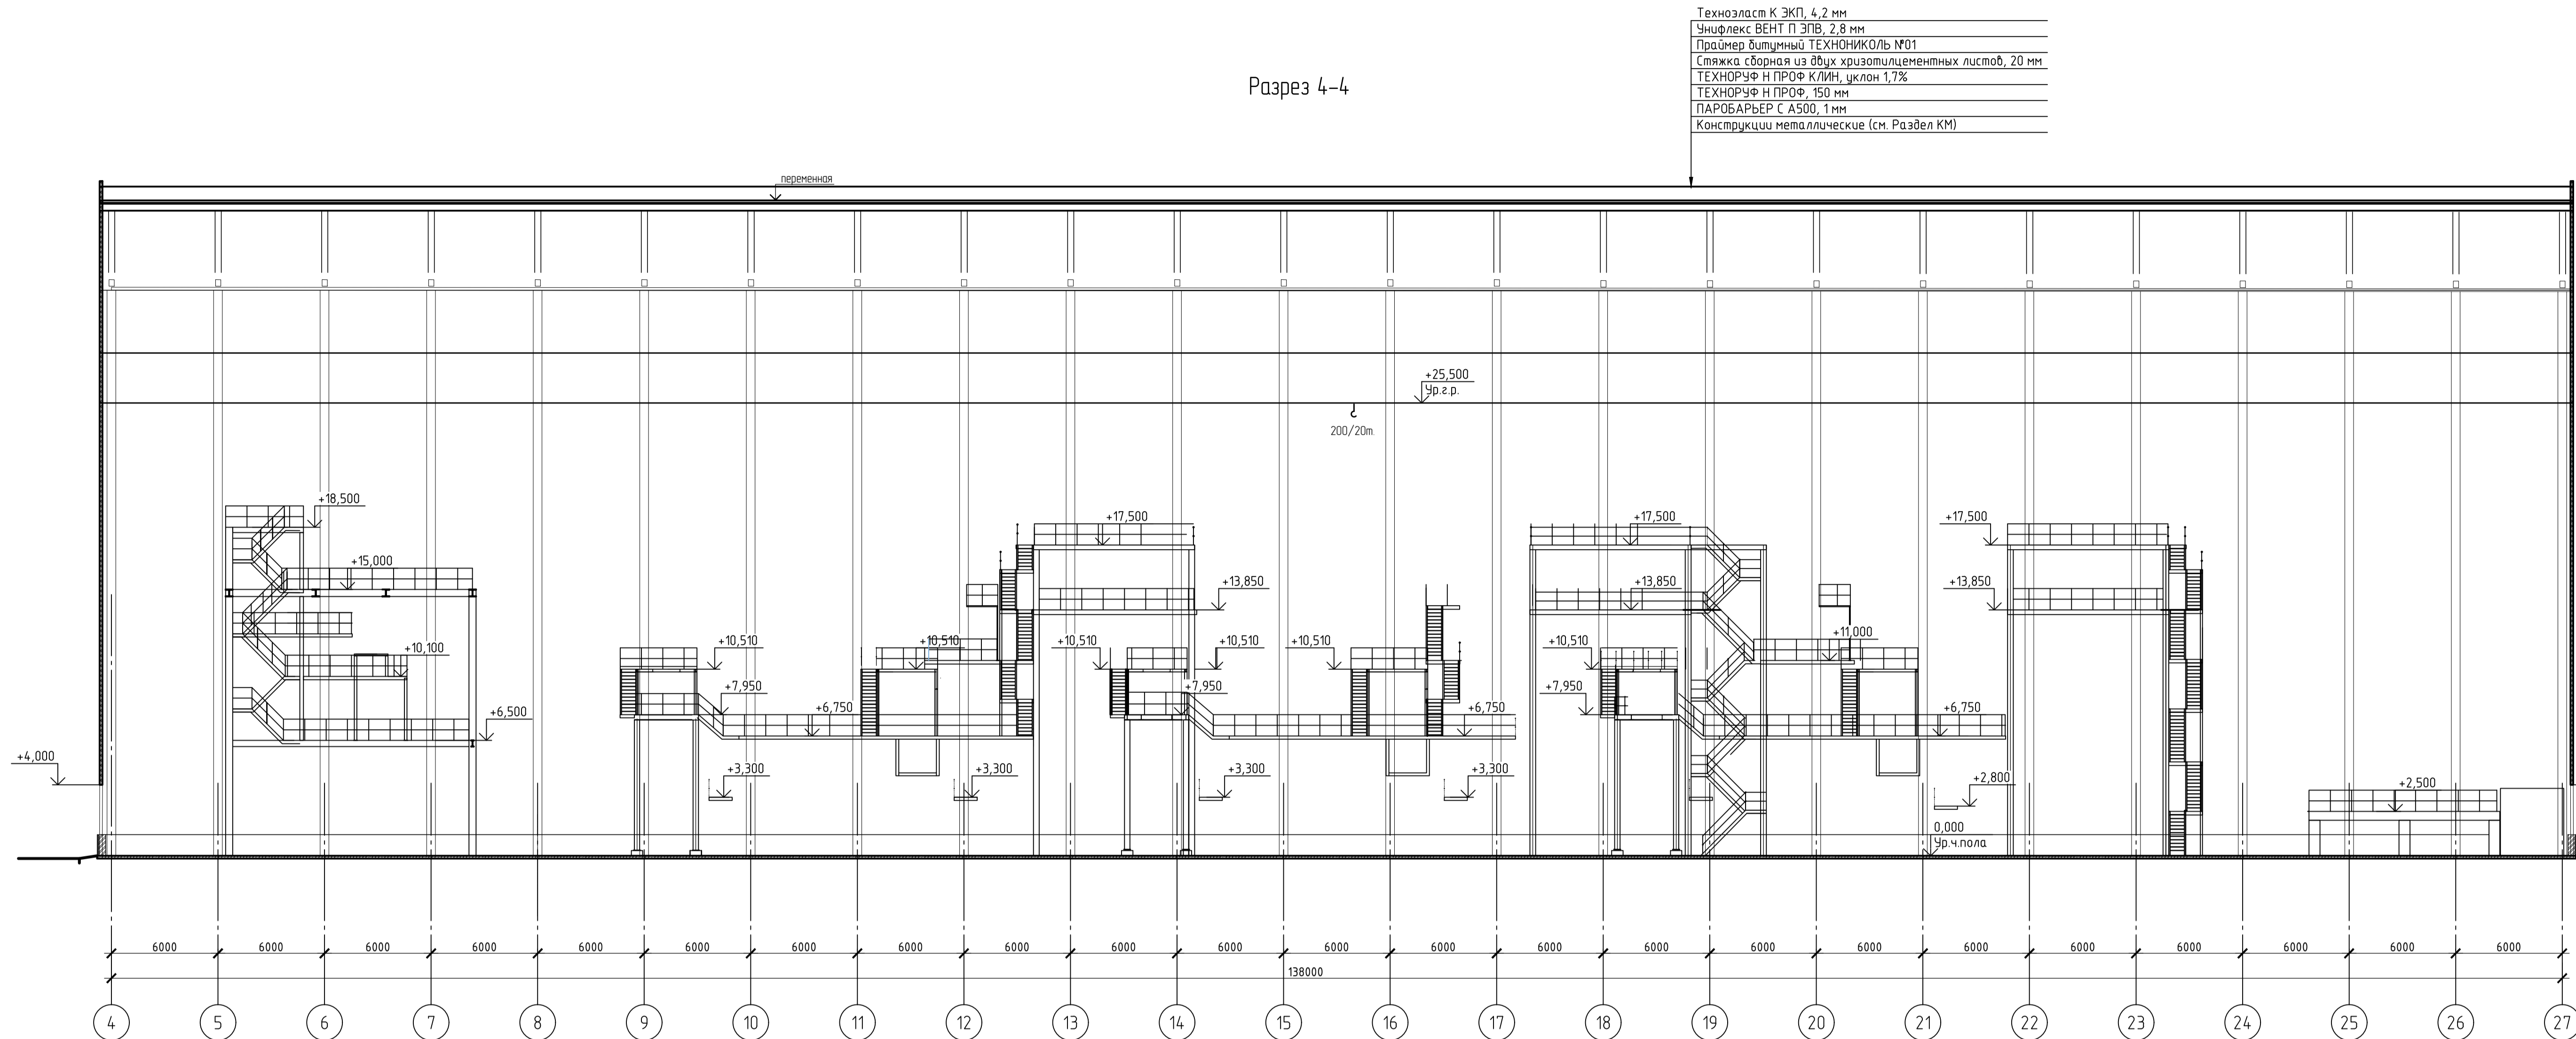 Техноэласт К ЭКП, 4,2 мм
Унифлекс ВЕНТ П ЭПВ, 2,8 мм
Праймер битумный ТЕХНОНИКОЛЬ №01
Стяжка сборная из двух хризотилцементных листов, 20 мм
ТЕХНОРУФ Н ПРОФ КЛИН, уклон 1,7%
ТЕХНОРУФ Н ПРОФ, 150 мм
ПАРОБАРЬЕР С А500, 1 мм
Конструкции металлические (см. Раздел КМ)
Разрез 4-4
переменная
+25,500
Ур.г.р.
200/20т.
+18,500
+17,500 +17,500 +17,500
+15,000
+13,850 +13,850 +13,850
+11,000
+10,510 +10,510 +10,510 +10,510 +10,510 +10,510
+10,100
+7,950 +7,950 +7,950
+6,750 +6,750 +6,750
+6,500
+4,000
+3,300 +3,300 +3,300 +3,300
+2,800
+2,500
0,000
Ур.ч.пола
6000 6000 6000 6000 6000 6000 6000 6000 6000 6000 6000 6000 6000 6000 6000 6000 6000 6000 6000 6000 6000 6000 6000
138000
4 5 6 7 8 9 10 11 12 13 14 15 16 17 18 19 20 21 22 23 24 25 26 27